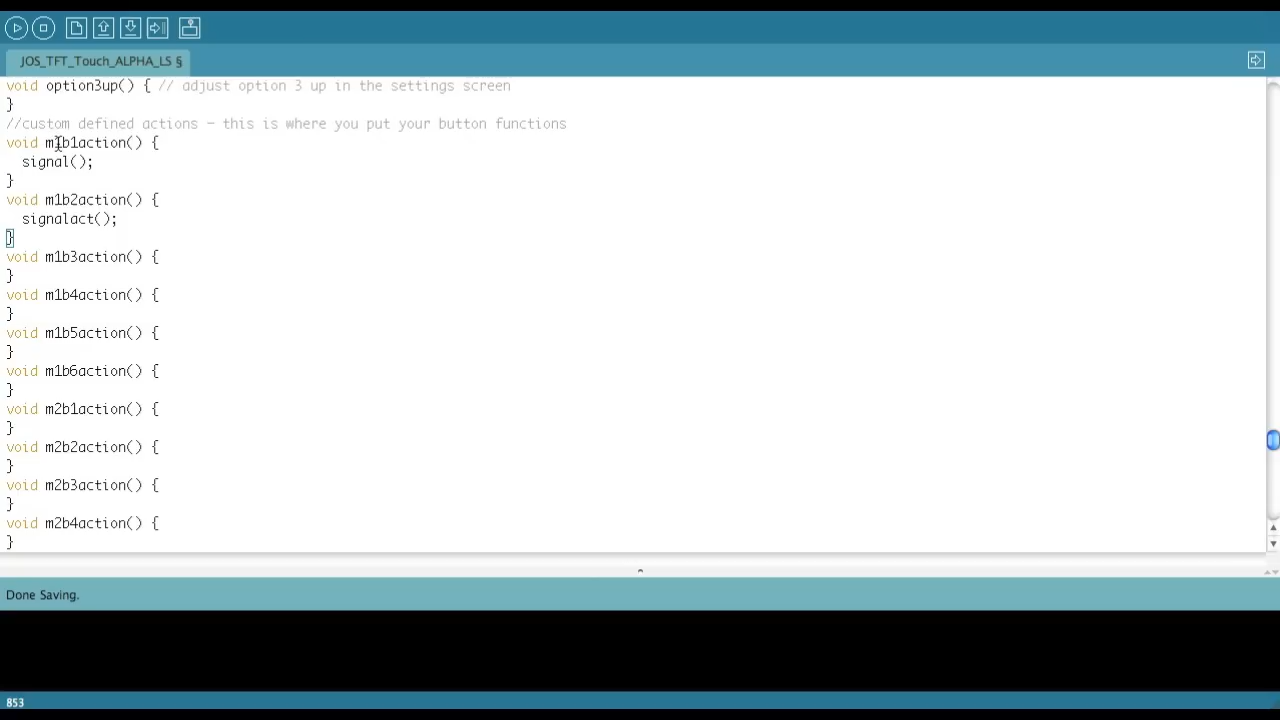 JOS_TFT_Touch_ALPHA_LS §
void option3up() { // adjust option 3 up in the settings screen
}
//custom defined actions - this is where you put your button functions
void m1b1action() {
  signal();
}
void m1b2action() {
  signalact();
}
void m1b3action() {
}
void m1b4action() {
}
void m1b5action() {
}
void m1b6action() {
}
void m2b1action() {
}
void m2b2action() {
}
void m2b3action() {
}
void m2b4action() {
}
Done Saving.
853